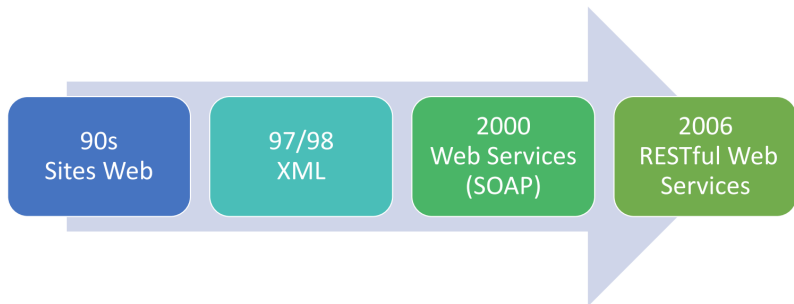 90s
Sites Web
97/98
XML
2000
Web Services
(SOAP)
2006
RESTful Web
Services